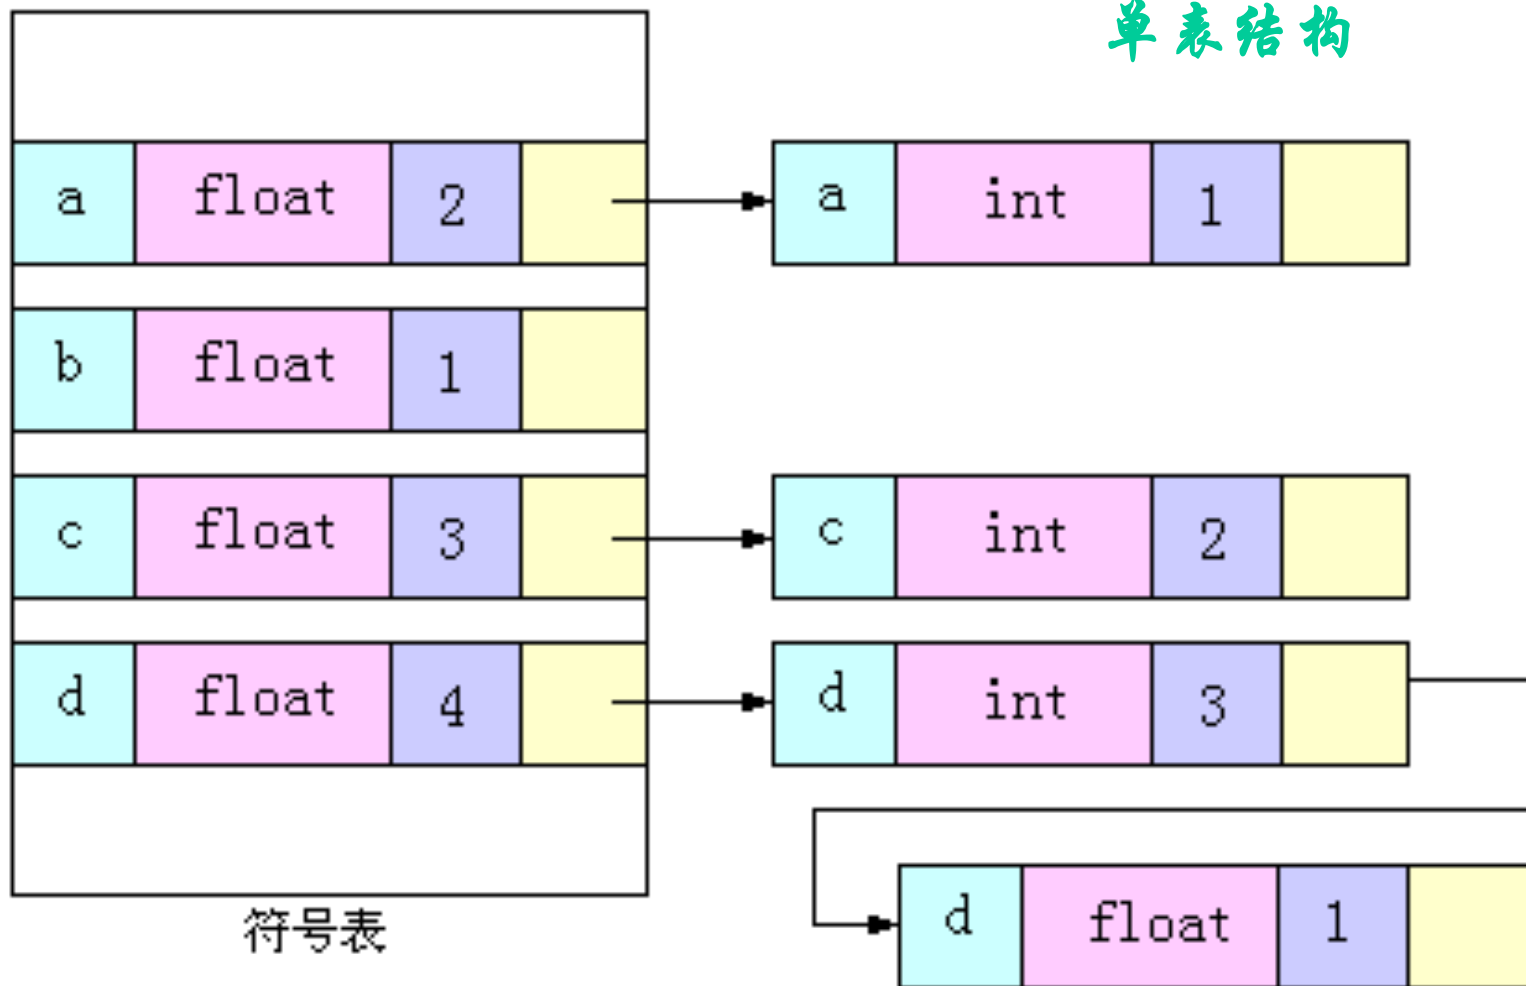 单表结构
a float 2 a int 1
b float 1
c float 3 c int 2
d float 4 d int 3
d float 1
符号表